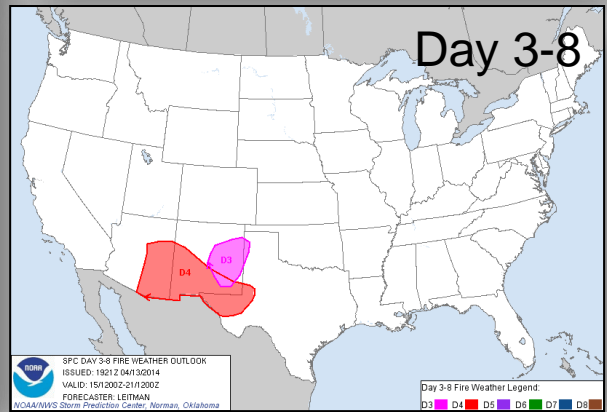 Day 3-8
D3
D4
NOAA
SPC DAY 3-8 FIRE WEATHER OUTLOOK
ISSUED: 1921Z 04/13/2014
VALID: 15/1200Z-21/1200Z
FORECASTER: LEITMAN
NOAA/NWS Storm Prediction Center, Norman, Oklahoma
Day 3-8 Fire Weather Legend:
D3 D4 D5 D6 D7 D8